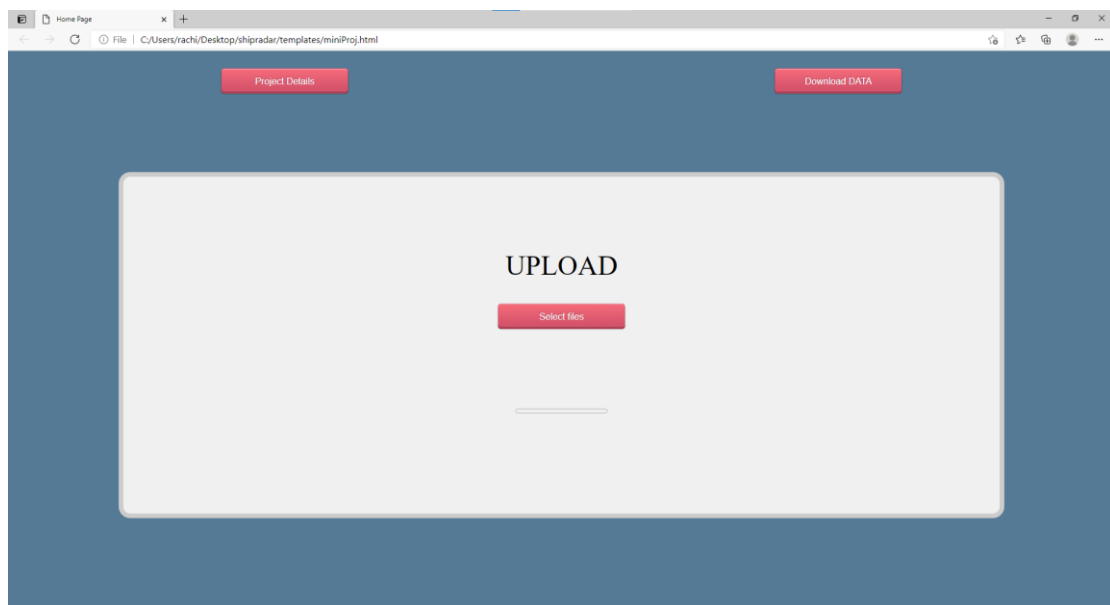 Home Page
File | C:/Users/rachi/Desktop/shipradar/templates/miniProj.html
Project Details
Download DATA
UPLOAD
Select files